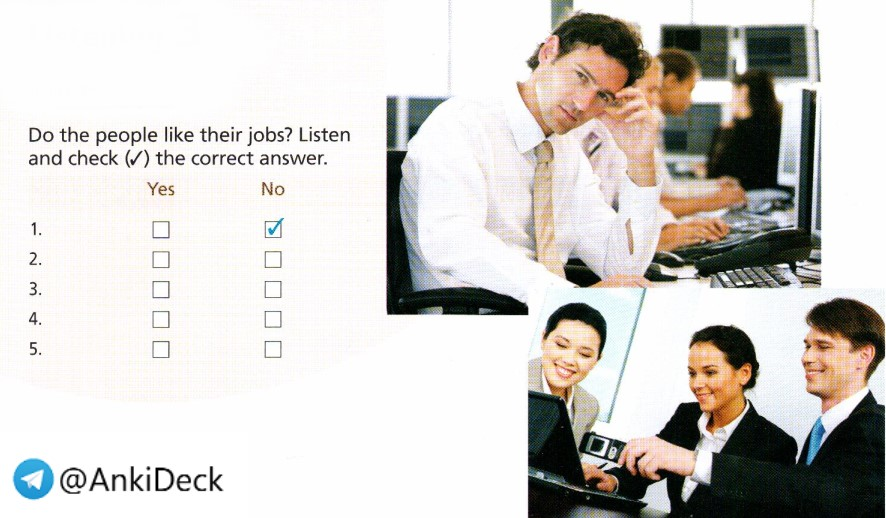 Do the people like their jobs? Listen
and check (✓) the correct answer.
Yes No
1. ✓
2.
3.
4.
5.
@AnkiDeck